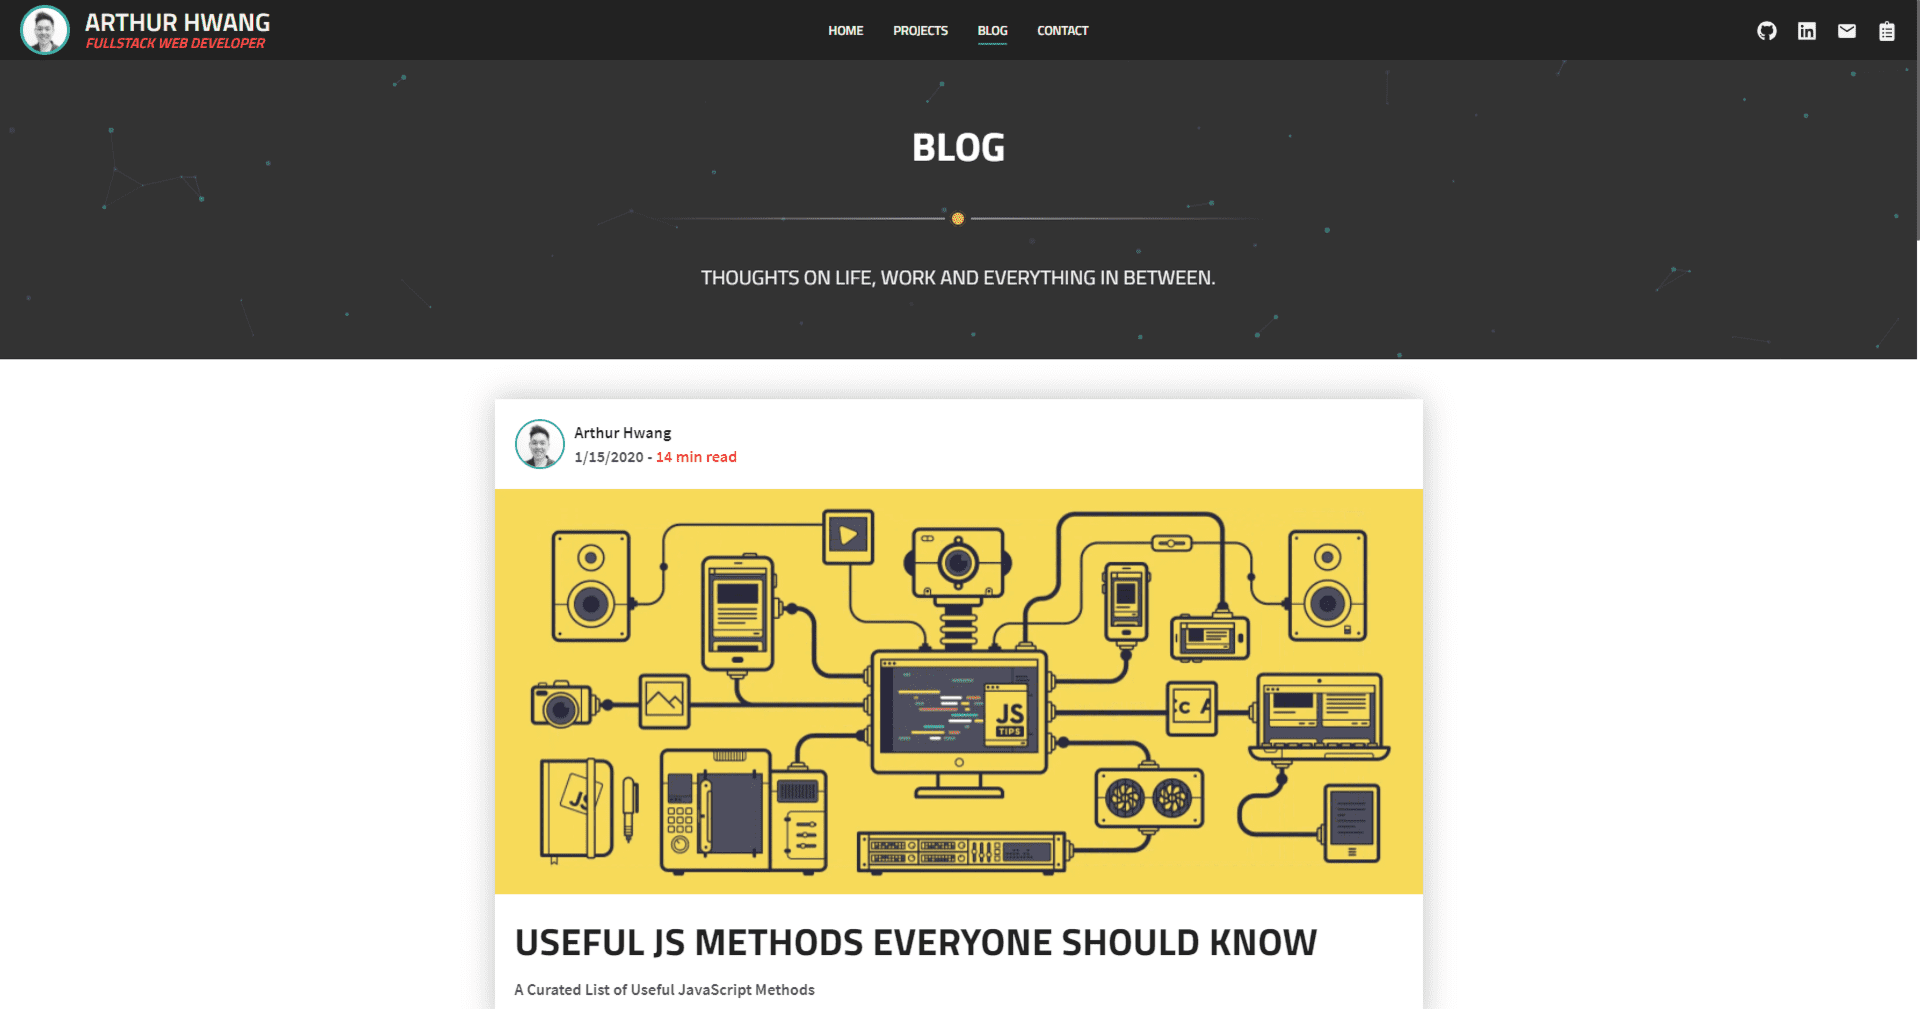 ARTHUR HWANG
FULLSTACK WEB DEVELOPER
HOME PROJECTS BLOG CONTACT
BLOG
THOUGHTS ON LIFE, WORK AND EVERYTHING IN BETWEEN.
Arthur Hwang
1/15/2020 - 14 min read
C A
JS
TIPS
JS
USEFUL JS METHODS EVERYONE SHOULD KNOW
A Curated List of Useful JavaScript Methods